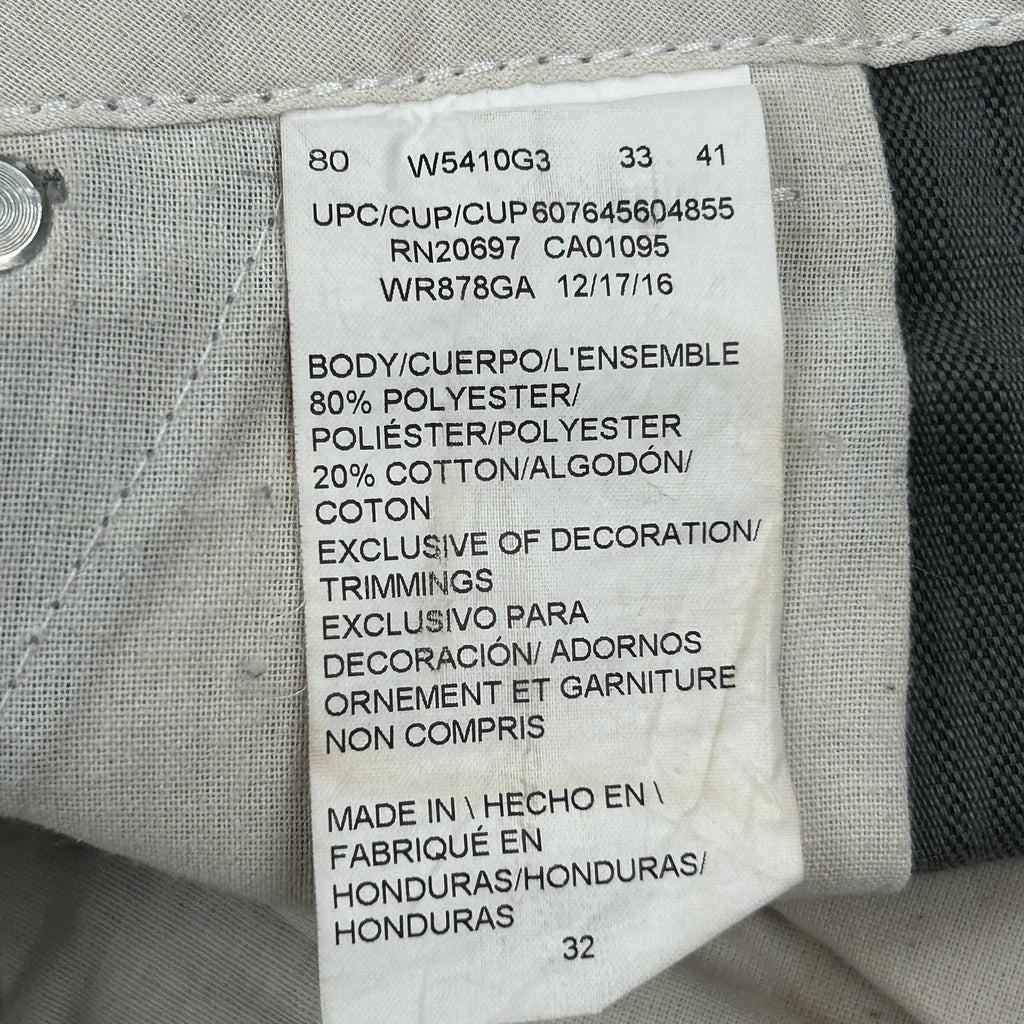 80 W5410G3 33 41
UPC/CUP/CUP607645604855
RN20697 CA01095
WR878GA 12/17/16
BODY/CUERPO/L'ENSEMBLE
80% POLYESTER/
POLIÉSTER/POLYESTER
20% COTTON/ALGODÓN/
COTON
EXCLUSIVE OF DECORATION/
TRIMMINGS
EXCLUSIVO PARA
DECORACIÓN/ ADORNOS
ORNEMENT ET GARNITURE
NON COMPRIS
MADE IN \ HECHO EN \
FABRIQUÉ EN
HONDURAS/HONDURAS/
HONDURAS
32